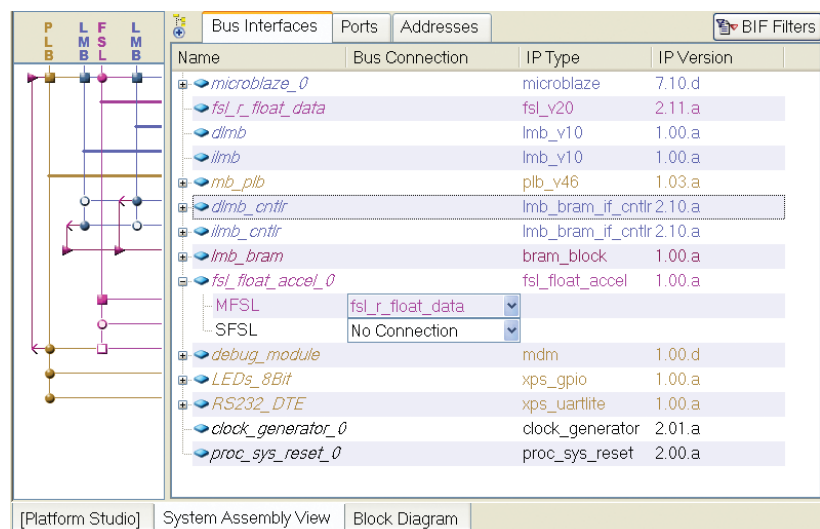 PLB LMB FSL LMB
Bus Interfaces Ports Addresses BIF Filters
Name Bus Connection IP Type IP Version
microblaze_0 microblaze 7.10.d
fsl_r_float_data fsl_v20 2.11.a
dlmb lmb_v10 1.00.a
ilmb lmb_v10 1.00.a
mb_plb plb_v46 1.03.a
dlmb_cntlr lmb_bram_if_cntlr 2.10.a
ilmb_cntlr lmb_bram_if_cntlr 2.10.a
lmb_bram bram_block 1.00.a
fsl_float_accel_0 fsl_float_accel 1.00.a
MFSL fsl_r_float_data
SFSL No Connection
debug_module mdm 1.00.d
LEDs_8Bit xps_gpio 1.00.a
RS232_DTE xps_uartlite 1.00.a
clock_generator_0 clock_generator 2.01.a
proc_sys_reset_0 proc_sys_reset 2.00.a
[Platform Studio] System Assembly View Block Diagram